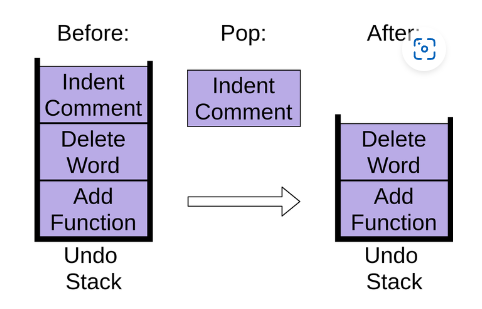 Before:
Pop:
After:
Indent
Comment
Delete
Word
Add
Function
Undo
Stack
Indent
Comment
Delete
Word
Add
Function
Undo
Stack